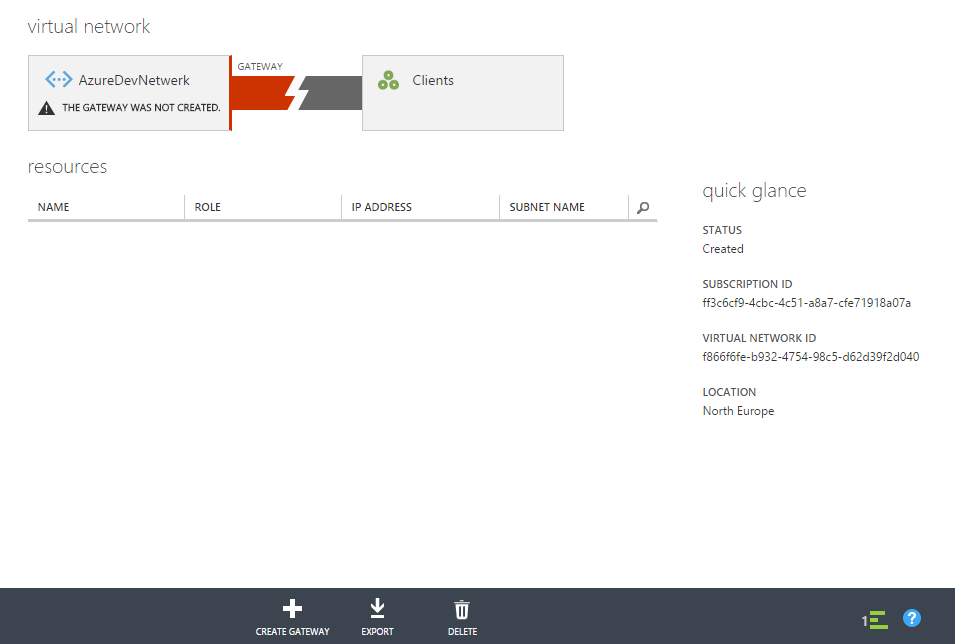 virtual network
GATEWAY
AzureDevNetwerk
Clients
THE GATEWAY WAS NOT CREATED.
resources
NAME ROLE IP ADDRESS SUBNET NAME
quick glance
STATUS
Created
SUBSCRIPTION ID
ff3c6cf9-4cbc-4c51-a8a7-cfe71918a07a
VIRTUAL NETWORK ID
f866f6fe-b932-4754-98c5-d62d39f2d040
LOCATION
North Europe
CREATE GATEWAY EXPORT DELETE
1 ?